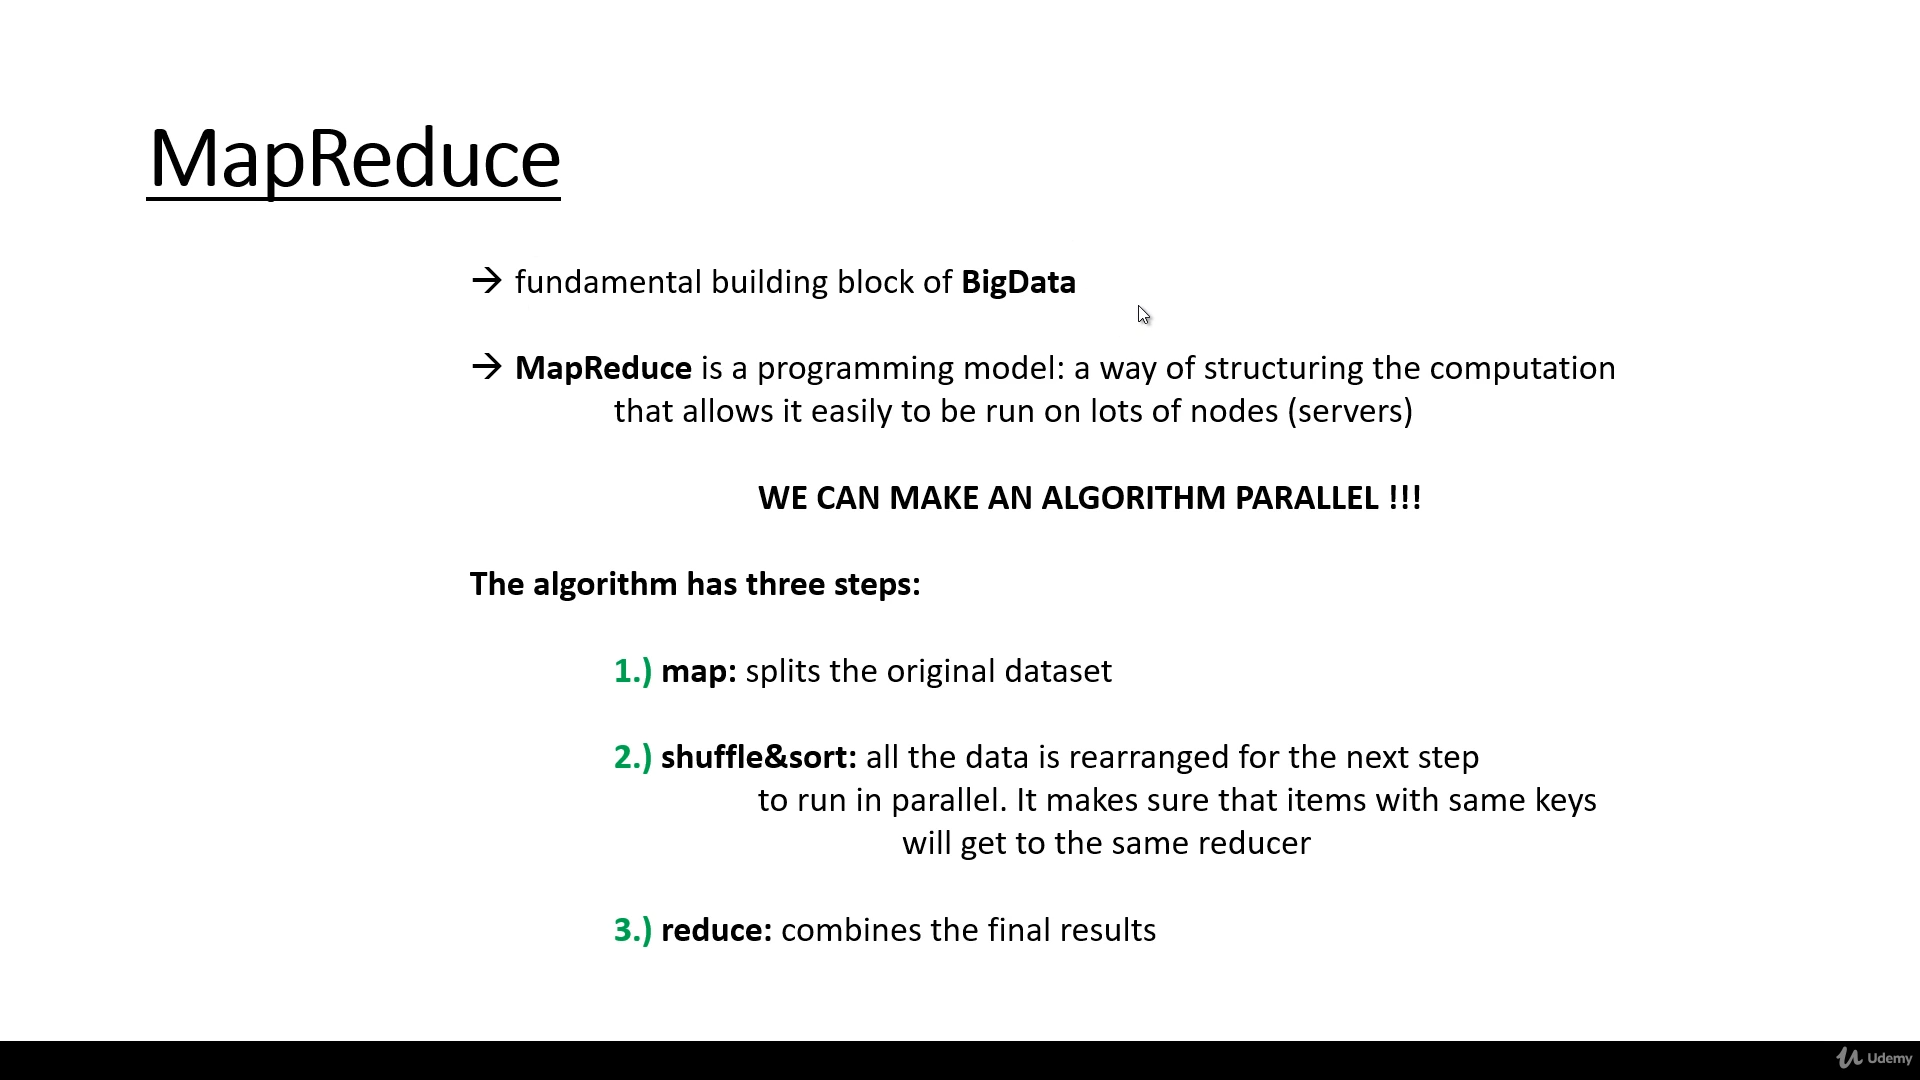 MapReduce
→ fundamental building block of BigData
→ MapReduce is a programming model: a way of structuring the computation
that allows it easily to be run on lots of nodes (servers)
WE CAN MAKE AN ALGORITHM PARALLEL !!!
The algorithm has three steps:
1.) map: splits the original dataset
2.) shuffle&sort: all the data is rearranged for the next step
to run in parallel. It makes sure that items with same keys
will get to the same reducer
3.) reduce: combines the final results
Udemy